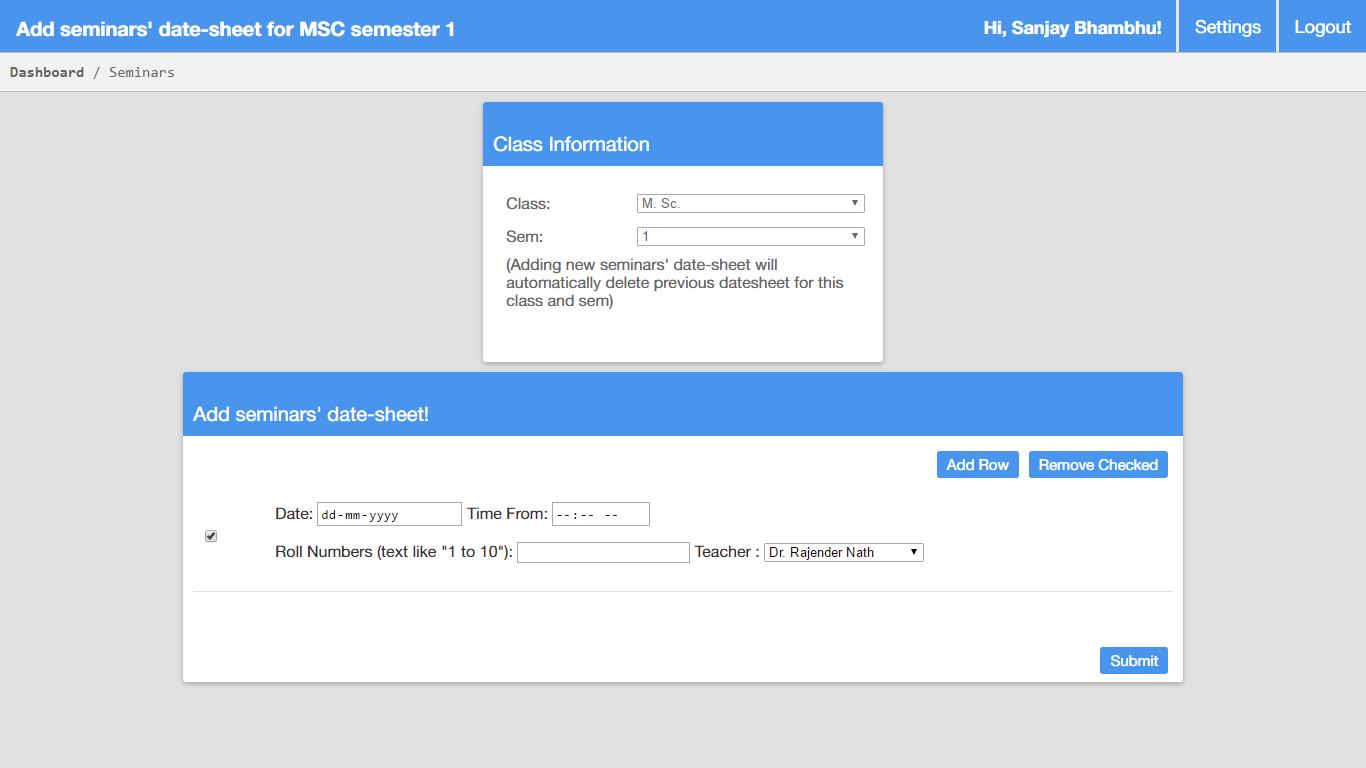 Add seminars' date-sheet for MSC semester 1
Hi, Sanjay Bhambhu!
Settings
Logout
Dashboard / Seminars
Class Information
Class: M. Sc.
Sem: 1
(Adding new seminars' date-sheet will
automatically delete previous datesheet for this
class and sem)
Add seminars' date-sheet!
Add Row
Remove Checked
Date: dd-mm-yyyy Time From: --:-- --
Roll Numbers (text like "1 to 10"): Teacher : Dr. Rajender Nath
Submit